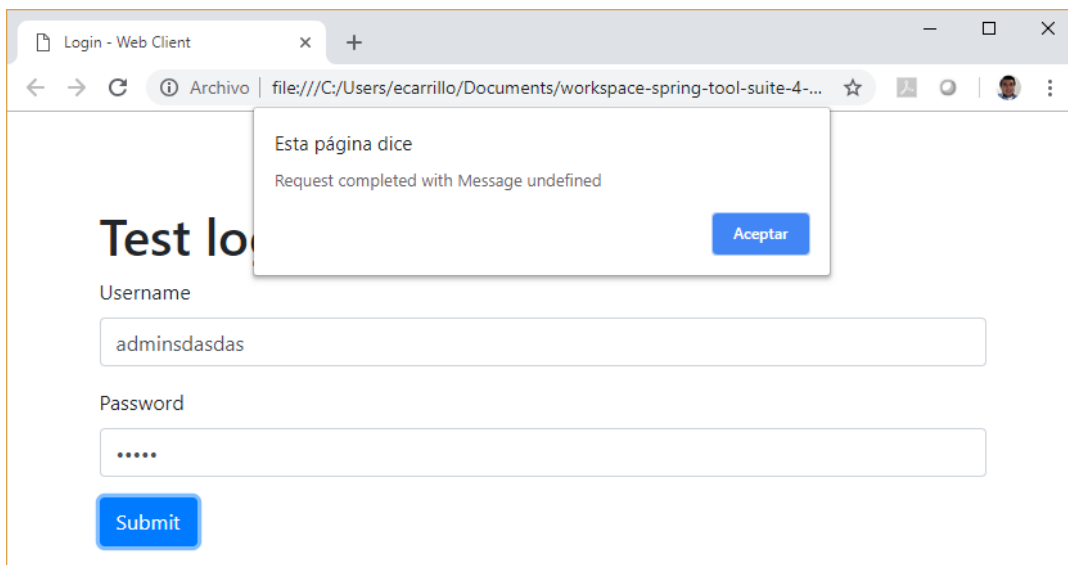 Login - Web Client
Archivo file:///C:/Users/ecarrillo/Documents/workspace-spring-tool-suite-4-...
Esta página dice
Request completed with Message undefined
Aceptar
Test lo
Username
adminsdasdas
Password
•••••
Submit